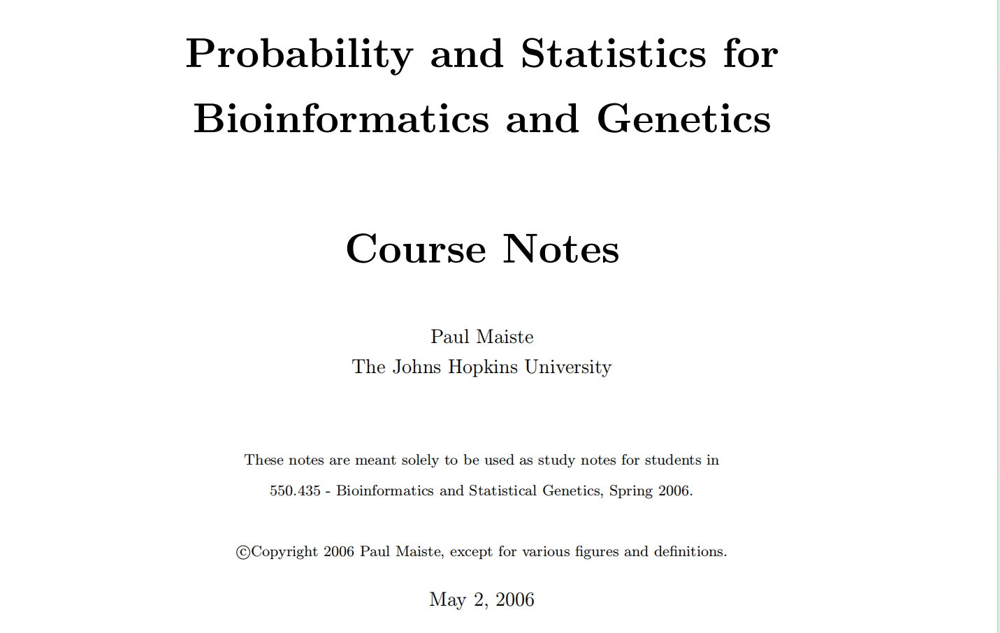 Probability and Statistics for
Bioinformatics and Genetics
Course Notes
Paul Maiste
The Johns Hopkins University
These notes are meant solely to be used as study notes for students in
550.435 - Bioinformatics and Statistical Genetics, Spring 2006.
©Copyright 2006 Paul Maiste, except for various figures and definitions.
May 2, 2006